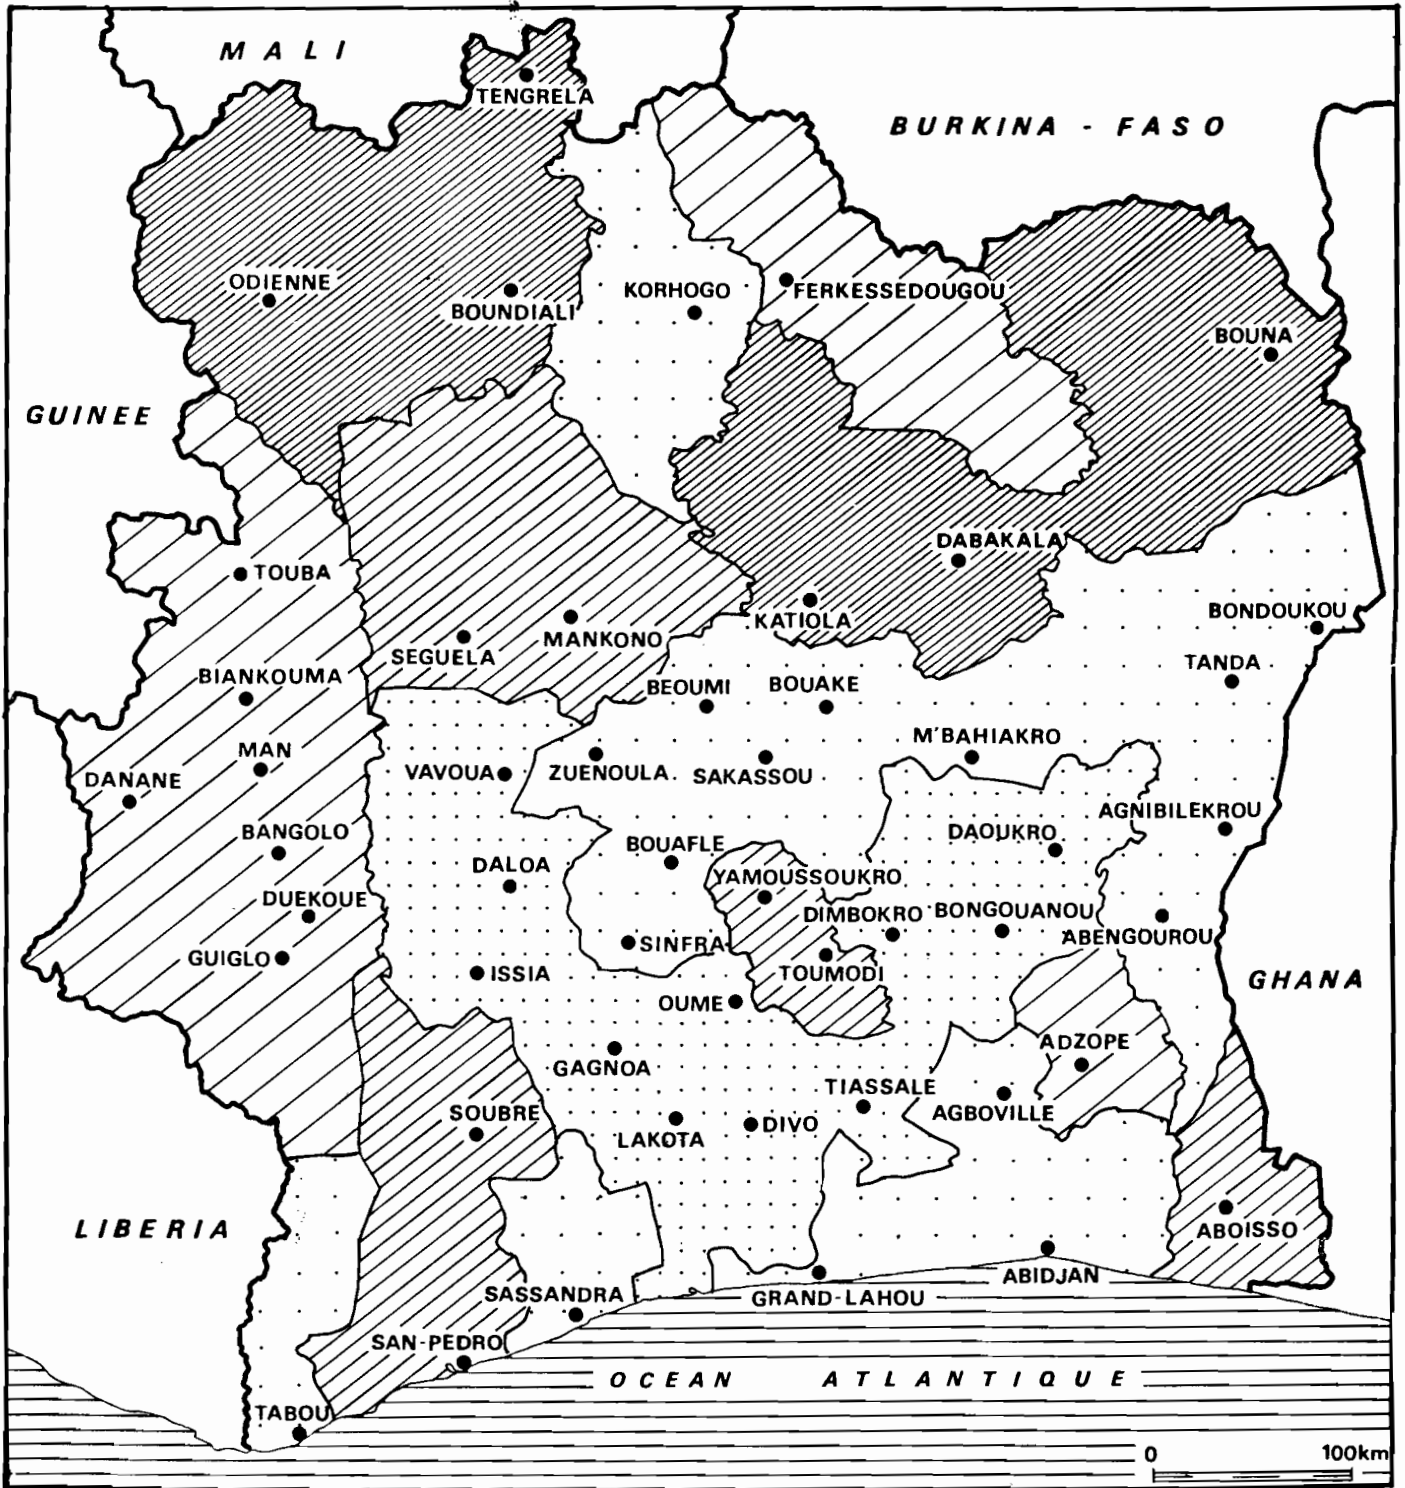 MALI
TENGRELA
BURKINA - FASO
ODIENNE
BOUNDIALI
KORHOGO
FERKESSEDOUGOU
BOUNA
GUINEE
DABAKALA
TOUBA
KATIOLA
BONDOUKOU
MANKONO
SEGUELA
TANDA
BIANKOUMA
BEOUMI
BOUAKE
M'BAHIAKRO
MAN
DANANE
VAVOUA
ZUENOULA
SAKASSOU
AGNIBILEKROU
BANGOLO
DAOUKRO
BOUAFLE
DALOA
YAMOUSSOUKRO
DUEKOUE
DIMBOKRO
BONGOUANOU
ABENGOUROU
SINFRA
GUIGLO
ISSIA
TOUMODI
GHANA
OUME
ADZOPE
GAGNOA
TIASSALE
SOUBRE
AGBOVILLE
DIVO
LAKOTA
LIBERIA
ABOISSO
ABIDJAN
SASSANDRA
GRAND-LAHOU
SAN-PEDRO
OCEAN ATLANTIQUE
TABOU
0 100km